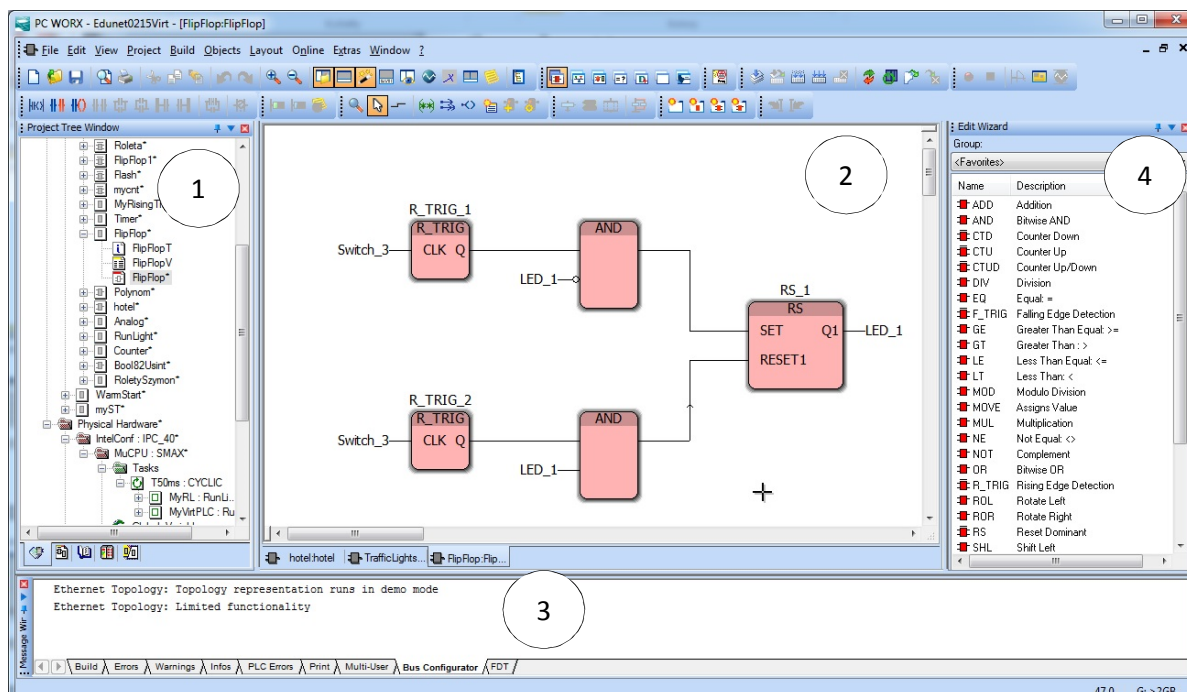 PC WORX - Edunet0215Virt - [FlipFlop:FlipFlop]
File Edit View Project Build Objects Layout Online Extras Window ?
Project Tree Window
Roleta*
FlipFlop1*
Flash*
mycnt*
Timer*
FlipFlop*
FlipFlopT
FlipFlopV
FlipFlop*
Polynom*
hotel*
Analog*
RunLight*
Counter*
Bool82Usint*
RoletySzymon*
WarmStart*
myST*
Physical Hardware*
IntelConf : IPC_40*
MuCPU : SMAX*
Tasks
T50ms : CYCLIC
MyRL : RunLi...
MyVirtPLC : Ru
1
2
R_TRIG_1
R_TRIG
Switch_3
CLK Q
AND
LED_1
RS_1
RS
SET Q1
LED_1
RESET1
R_TRIG_2
R_TRIG
Switch_3
CLK Q
AND
LED_1
hotel:hotel
TrafficLights...
FlipFlop:Flip...
Edit Wizard
Group:
<Favorites>
4
Name Description
ADD Addition
AND Bitwise AND
CTD Counter Down
CTU Counter Up
CTUD Counter Up/Down
DIV Division
EQ Equal: =
F_TRIG Falling Edge Detection
GE Greater Than Equal: >=
GT Greater Than : >
LE Less Than Equal: <=
LT Less Than: <
MOD Modulo Division
MOVE Assigns Value
MUL Multiplication
NE Not Equal: <>
NOT Complement
OR Bitwise OR
R_TRIG Rising Edge Detection
ROL Rotate Left
ROR Rotate Right
RS Reset Dominant
SHL Shift Left
Ethernet Topology: Topology representation runs in demo mode
Ethernet Topology: Limited functionality
3
Message Wir
Build Errors Warnings Infos PLC Errors Print Multi-User Bus Configurator FDT